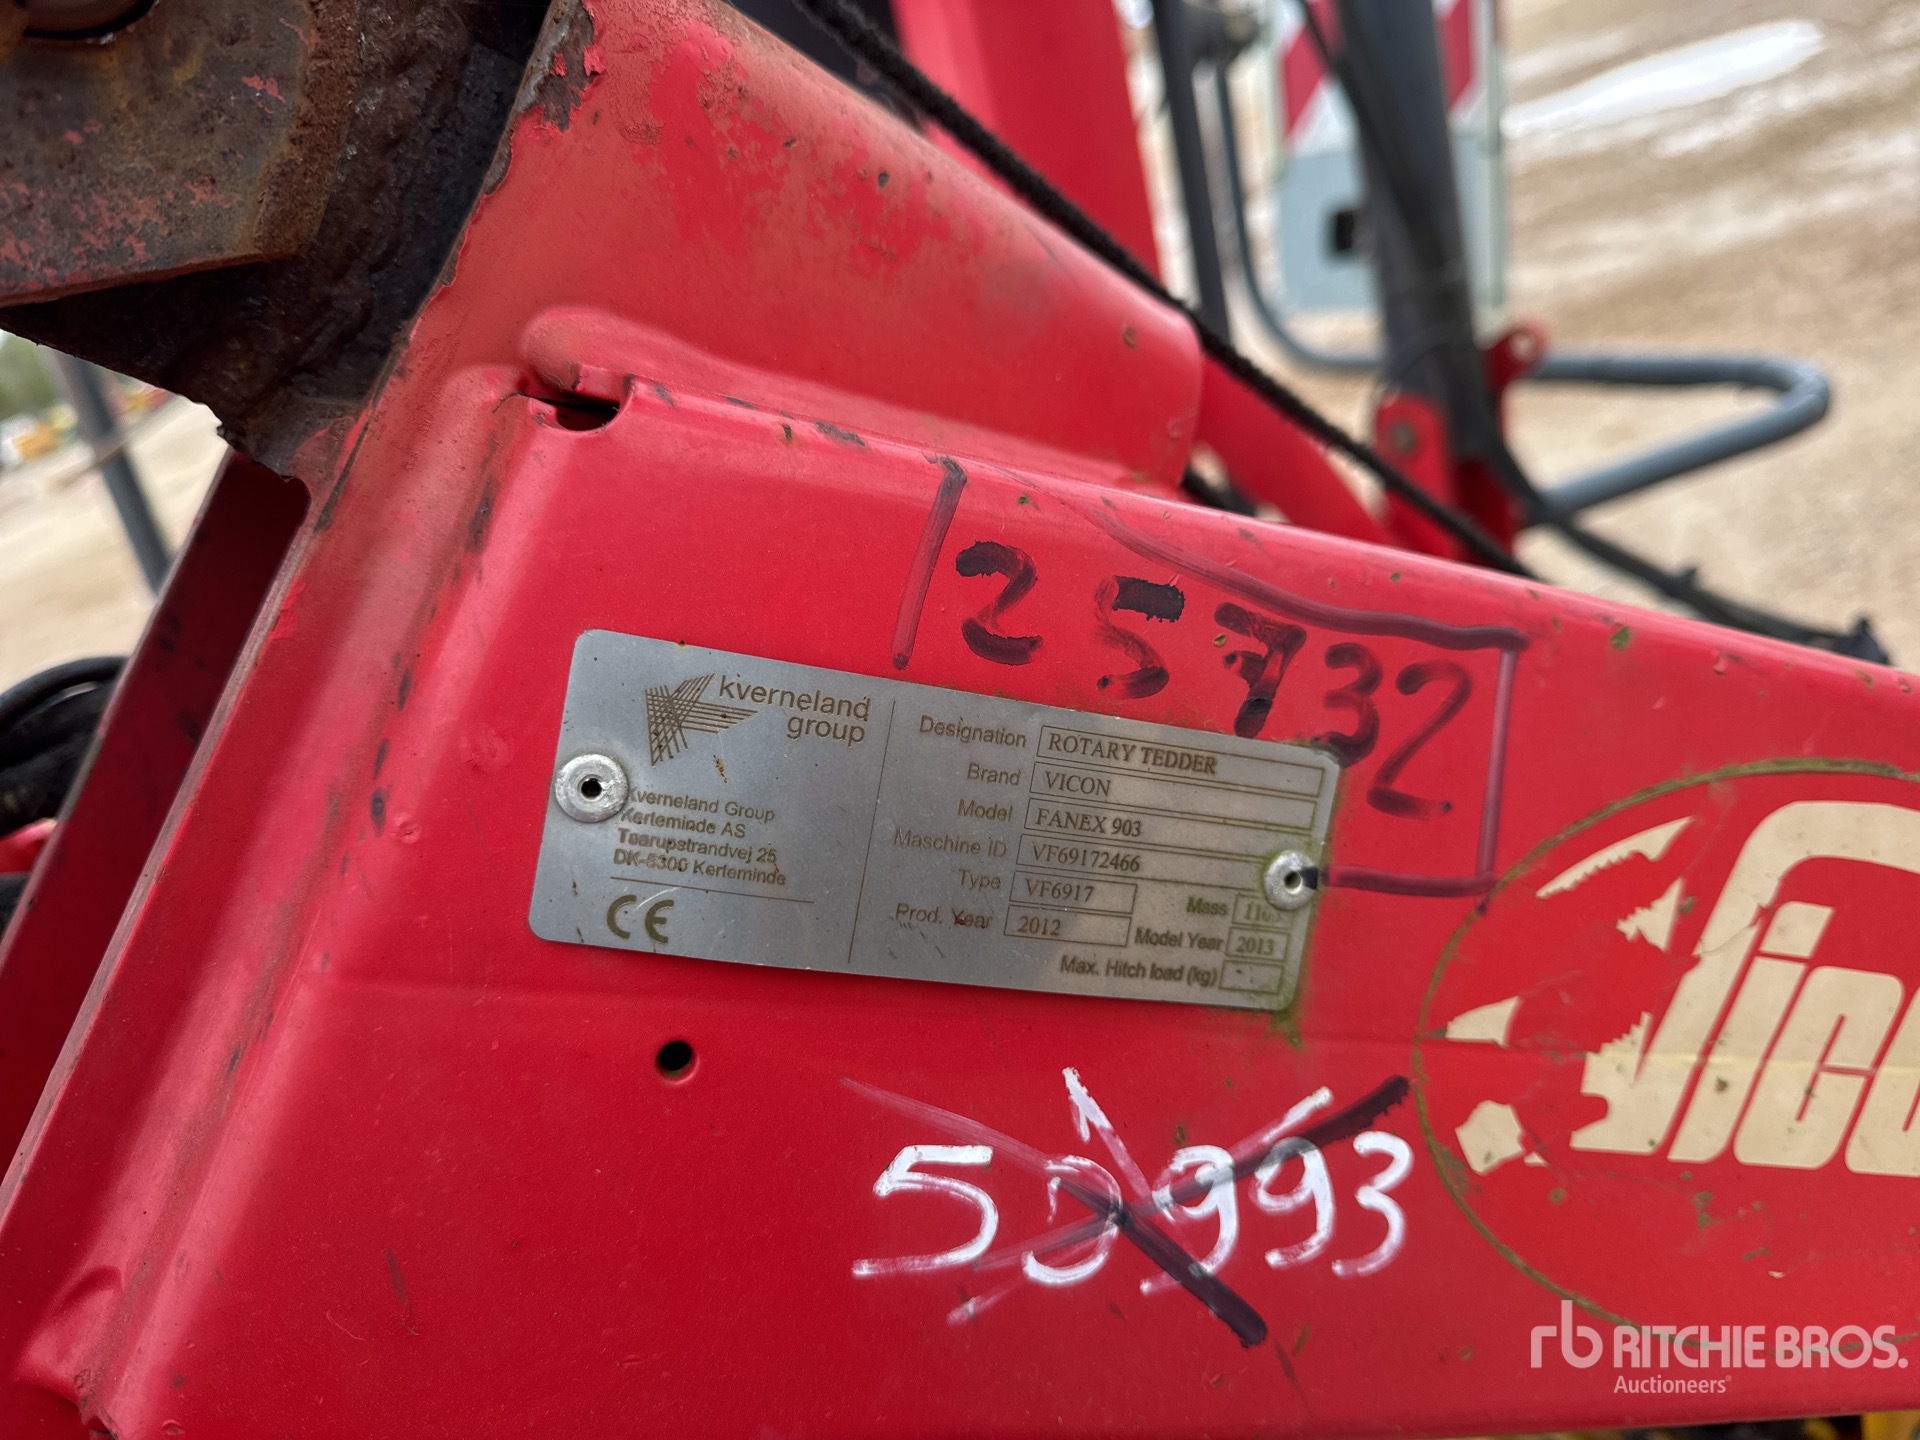 25732
kverneland
group
Kverneland Group
Kerteminde AS
Taarupstrandvej 25
DK-5300 Kerteminde
CE
Designation ROTARY TEDDER
Brand VICON
Model FANEX 903
Maschine ID VF69172466
Type VF6917
Mass
Prod. Year 2012
Model Year 2013
Max. Hitch load (kg)
50993
rb RITCHIE BROS.
Auctioneers